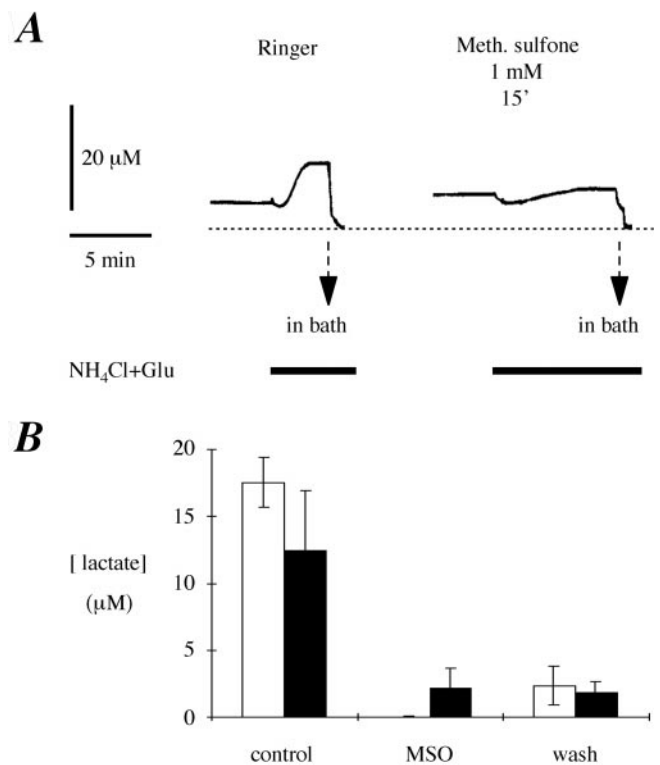 A
Ringer
Meth. sulfone
1 mM
15'
20 µM
5 min
in bath
in bath
NH₄Cl+Glu
B
20
15
10
5
0
[ lactate]
(µM)
control
MSO
wash